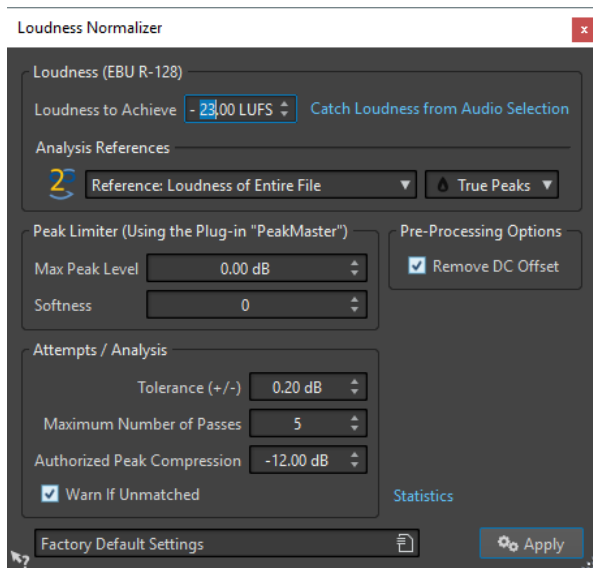 Loudness Normalizer
x
Loudness (EBU R-128)
Loudness to Achieve - 23,00 LUFS Catch Loudness from Audio Selection
Analysis References
2 Reference: Loudness of Entire File True Peaks
Peak Limiter (Using the Plug-in "PeakMaster")
Max Peak Level 0.00 dB
Softness 0
Pre-Processing Options
Remove DC Offset
Attempts / Analysis
Tolerance (+/-) 0.20 dB
Maximum Number of Passes 5
Authorized Peak Compression -12.00 dB
Warn If Unmatched
Statistics
Factory Default Settings
Apply
?